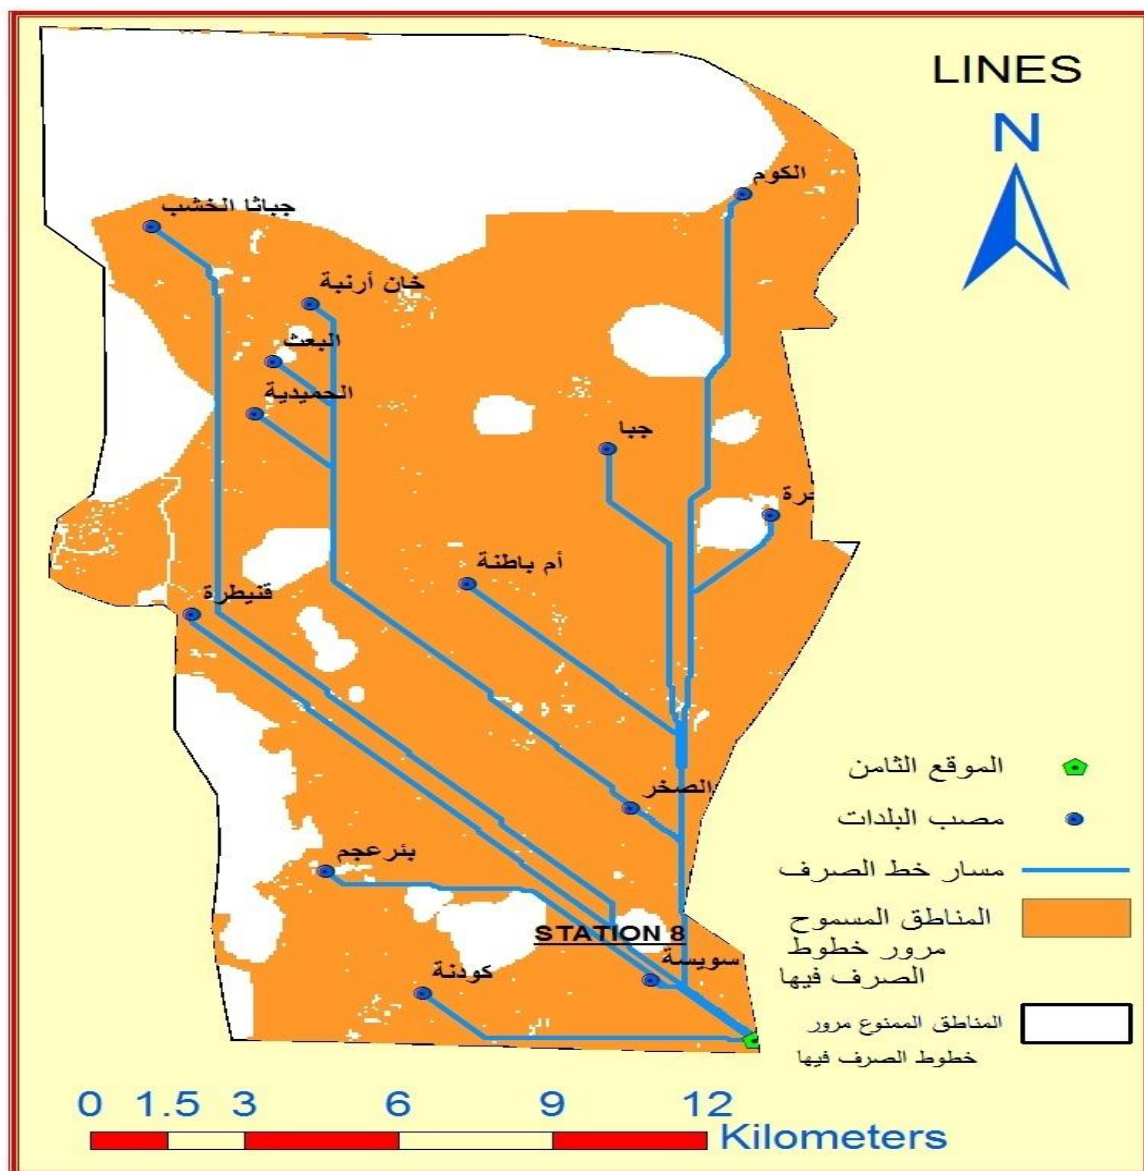 LINES
N
الكوم
جباثا الخشب
خان أرنبة
البعث
الحميدية
جبا
أم باطنة
قنيطرة
الصخر
بئرعجم
STATION 8
سويسة
كودنة
الموقع الثامن
مصب البلدات
مسار خط الصرف
المناطق المسموح
مرور خطوط
الصرف فيها
المناطق الممنوع مرور
خطوط الصرف فيها
0 1.5 3 6 9 12
Kilometers